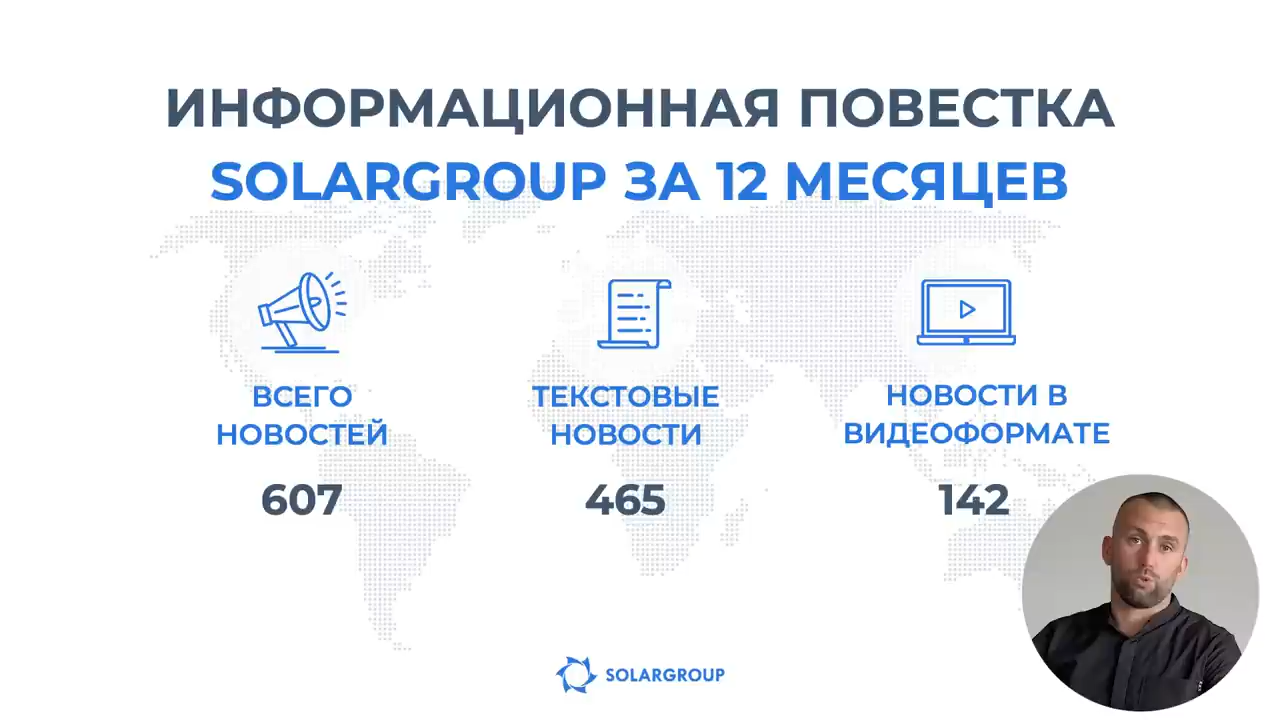 ИНФОРМАЦИОННАЯ ПОВЕСТКА
SOLARGROUP ЗА 12 МЕСЯЦЕВ
ВСЕГО
НОВОСТЕЙ
607
ТЕКСТОВЫЕ
НОВОСТИ
465
НОВОСТИ В
ВИДЕОФОРМАТЕ
142
SOLARGROUP